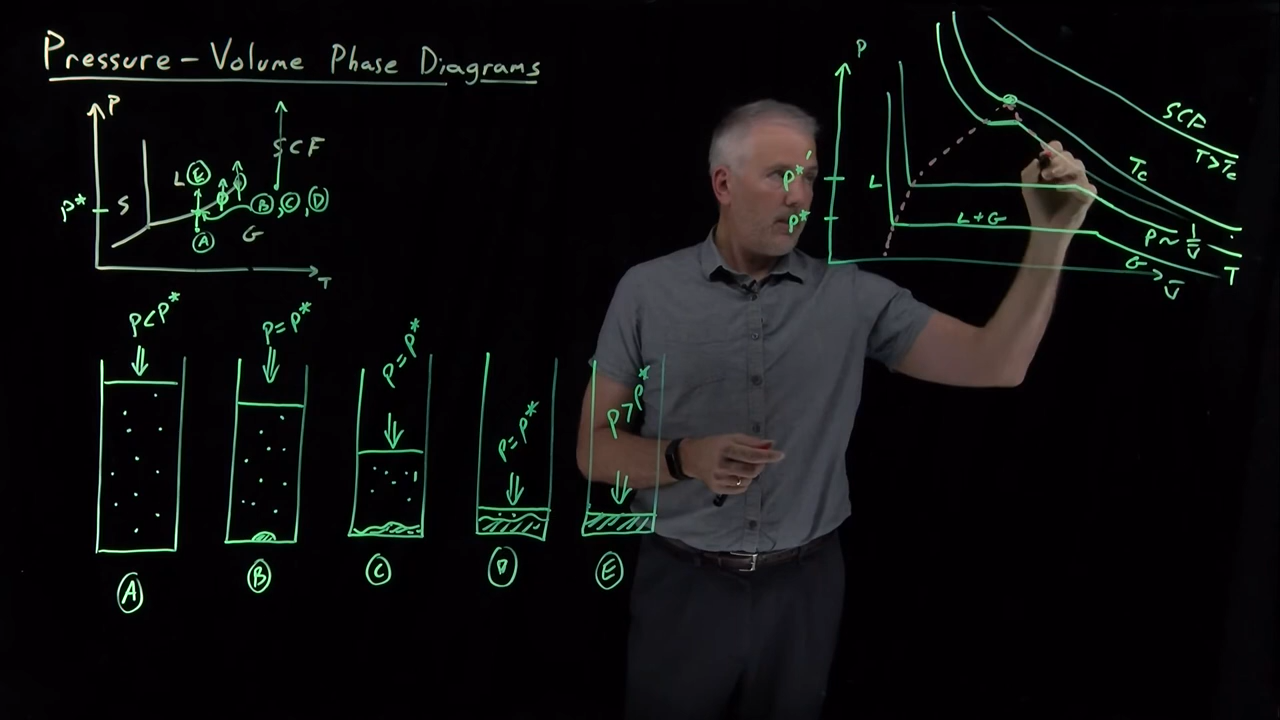 Pressure – Volume Phase Diagrams
P
SCF
L E
P* S B, C, D
A G
T
P<P*
P=P*
P=P*
P=P*
P>P*
A
B
C
D
E
P
SCF
T>Tc
Tc
P*′
L
P* L+G P~ 1/V̄
G T
V̄